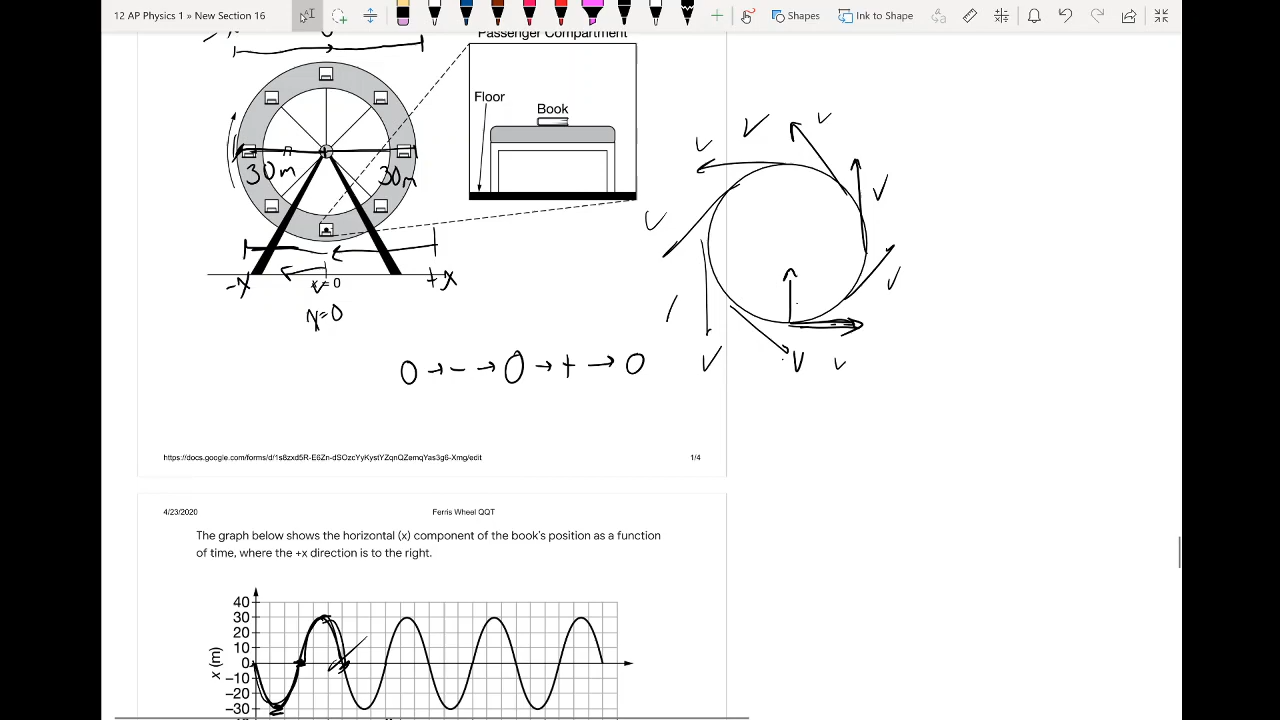 12 AP Physics 1 » New Section 16
Shapes
Ink to Shape
Passenger Compartment
Floor
Book
30m
30m
-X
x = 0
+X
x=0
V
V
V
V
V
V
V
V
V
0 → - → 0 → + → 0
https://docs.google.com/forms/d/1s8zxd5R-E6Zn-dSOzcYyKystYZqnQZemqYas3g6-Xmg/edit
1/4
4/23/2020
Ferris Wheel QQT
The graph below shows the horizontal (x) component of the book's position as a function
of time, where the +x direction is to the right.
40
30
20
10
0
-10
-20
-30
x (m)